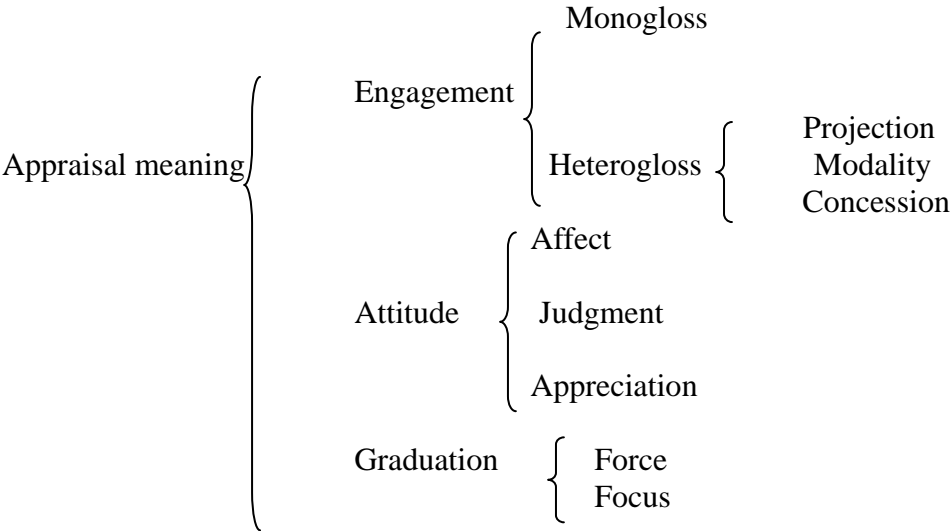 Monogloss
Engagement
Projection
Appraisal meaning
Heterogloss
Modality
Concession
Affect
Attitude
Judgment
Appreciation
Graduation
Force
Focus